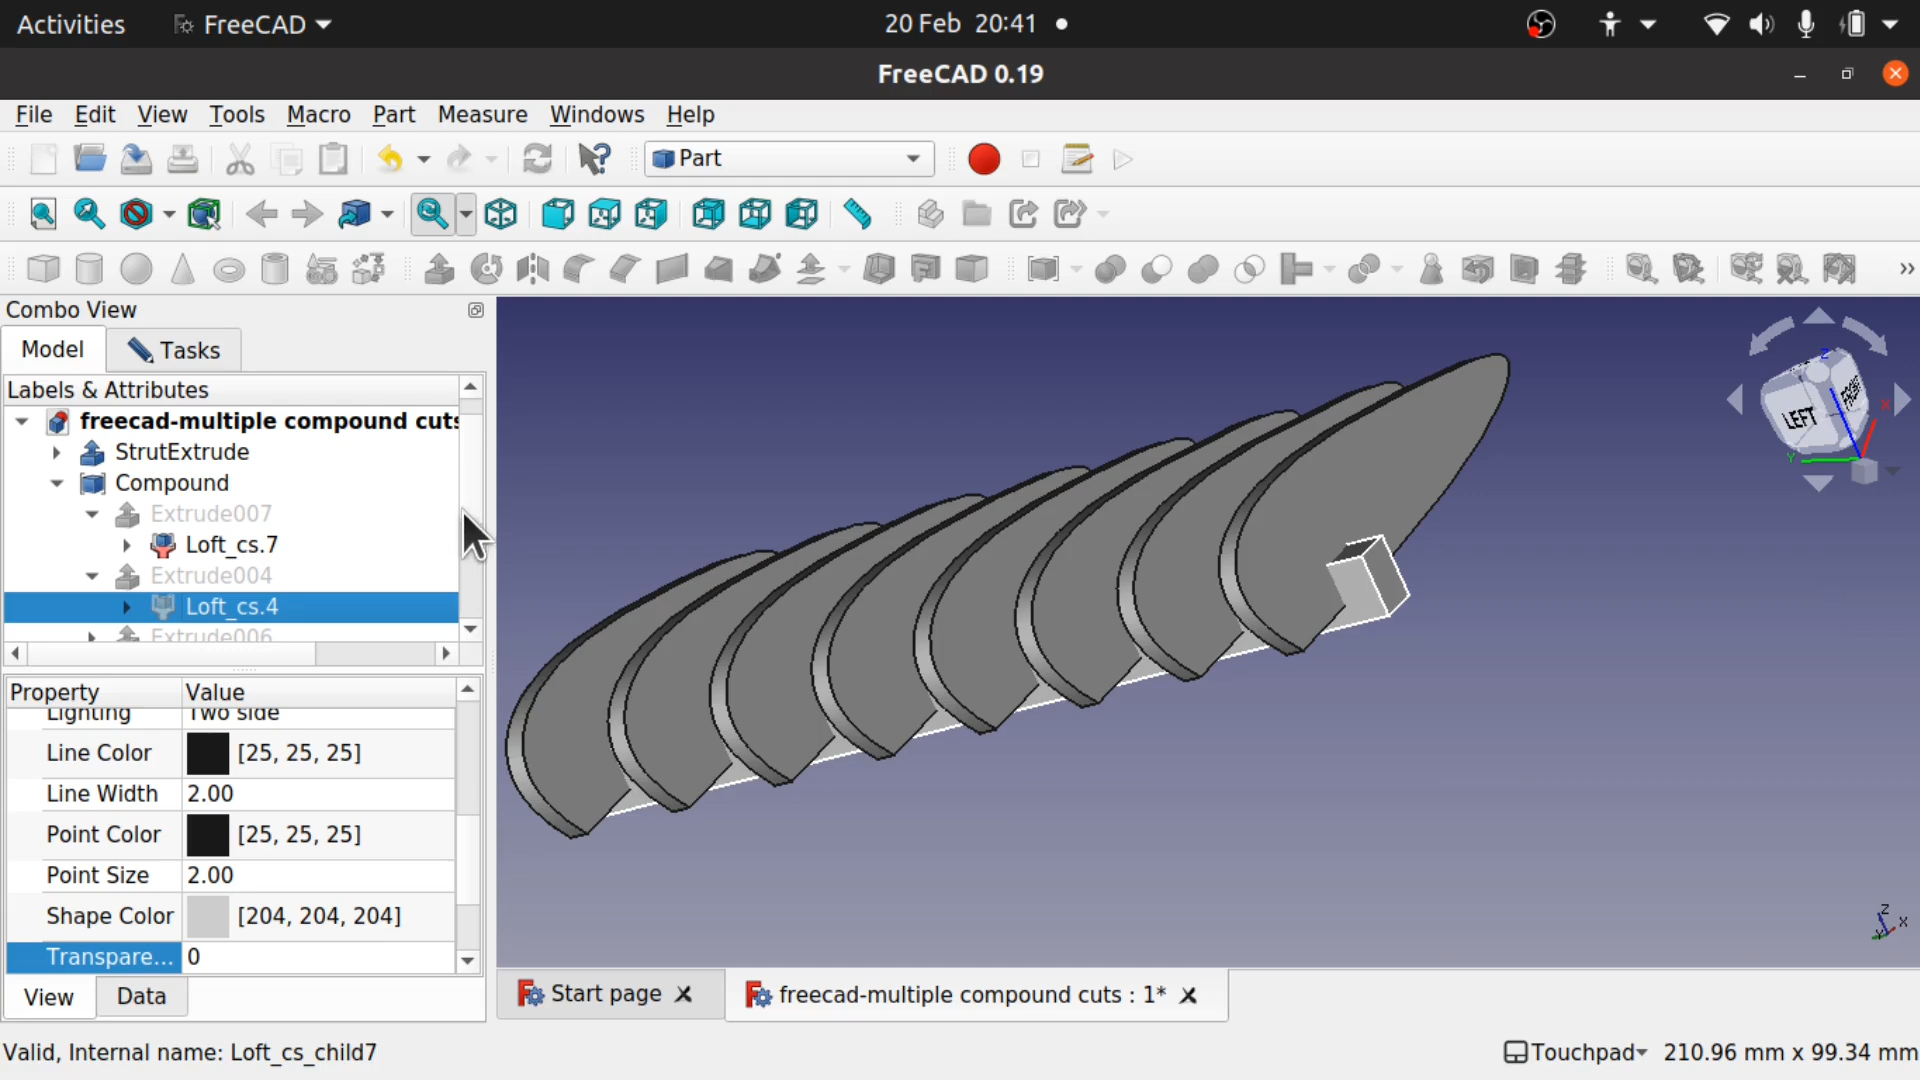 Activities FreeCAD 20 Feb 20:41
FreeCAD 0.19
File Edit View Tools Macro Part Measure Windows Help
Part
Combo View
Model Tasks
Labels & Attributes
freecad-multiple compound cuts
StrutExtrude
Compound
Extrude007
Loft_cs.7
Extrude004
Loft_cs.4
Extrude006
Property Value
Lighting Two side
Line Color [25, 25, 25]
Line Width 2.00
Point Color [25, 25, 25]
Point Size 2.00
Shape Color [204, 204, 204]
Transpare... 0
View Data
LEFT
Z
X
Y
Z
X
Y
Start page freecad-multiple compound cuts : 1*
Valid, Internal name: Loft_cs_child7 Touchpad 210.96 mm x 99.34 mm